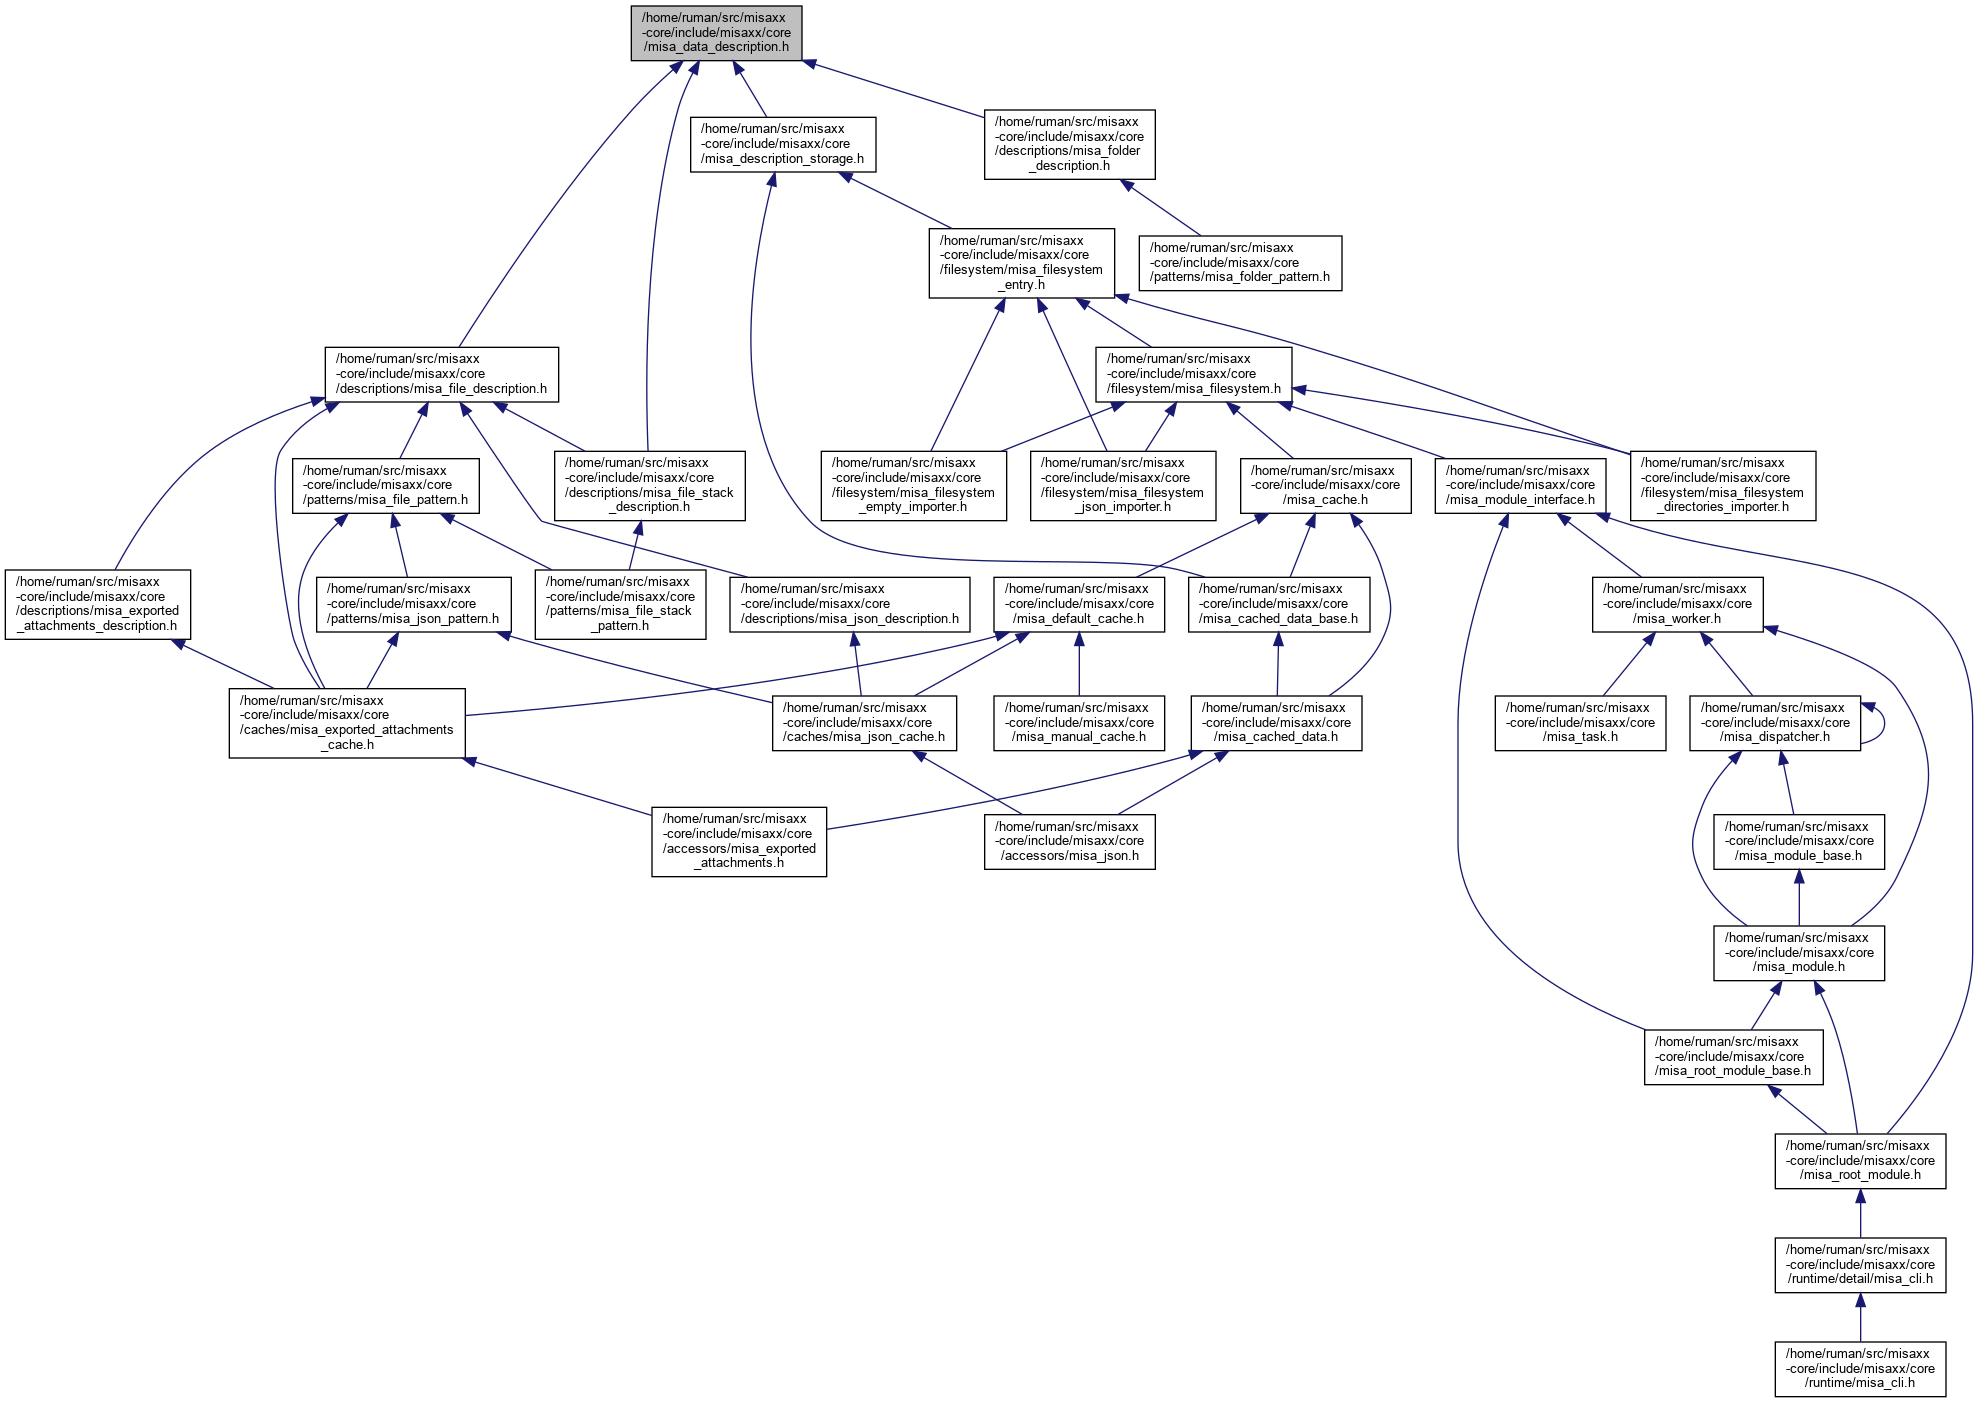 /home/ruman/src/misaxx
-core/include/misaxx/core
/misa_data_description.h
/home/ruman/src/misaxx
-core/include/misaxx/core
/misa_description_storage.h
/home/ruman/src/misaxx
-core/include/misaxx/core
/descriptions/misa_folder
_description.h
/home/ruman/src/misaxx
-core/include/misaxx/core
/filesystem/misa_filesystem
_entry.h
/home/ruman/src/misaxx
-core/include/misaxx/core
/patterns/misa_folder_pattern.h
/home/ruman/src/misaxx
-core/include/misaxx/core
/descriptions/misa_file_description.h
/home/ruman/src/misaxx
-core/include/misaxx/core
/filesystem/misa_filesystem.h
/home/ruman/src/misaxx
-core/include/misaxx/core
/patterns/misa_file_pattern.h
/home/ruman/src/misaxx
-core/include/misaxx/core
/descriptions/misa_file_stack
_description.h
/home/ruman/src/misaxx
-core/include/misaxx/core
/filesystem/misa_filesystem
_empty_importer.h
/home/ruman/src/misaxx
-core/include/misaxx/core
/filesystem/misa_filesystem
_json_importer.h
/home/ruman/src/misaxx
-core/include/misaxx/core
/misa_cache.h
/home/ruman/src/misaxx
-core/include/misaxx/core
/misa_module_interface.h
/home/ruman/src/misaxx
-core/include/misaxx/core
/filesystem/misa_filesystem
_directories_importer.h
/home/ruman/src/misaxx
-core/include/misaxx/core
/descriptions/misa_exported
_attachments_description.h
/home/ruman/src/misaxx
-core/include/misaxx/core
/patterns/misa_json_pattern.h
/home/ruman/src/misaxx
-core/include/misaxx/core
/patterns/misa_file_stack
_pattern.h
/home/ruman/src/misaxx
-core/include/misaxx/core
/descriptions/misa_json_description.h
/home/ruman/src/misaxx
-core/include/misaxx/core
/misa_default_cache.h
/home/ruman/src/misaxx
-core/include/misaxx/core
/misa_cached_data_base.h
/home/ruman/src/misaxx
-core/include/misaxx/core
/misa_worker.h
/home/ruman/src/misaxx
-core/include/misaxx/core
/caches/misa_exported_attachments
_cache.h
/home/ruman/src/misaxx
-core/include/misaxx/core
/caches/misa_json_cache.h
/home/ruman/src/misaxx
-core/include/misaxx/core
/misa_manual_cache.h
/home/ruman/src/misaxx
-core/include/misaxx/core
/misa_cached_data.h
/home/ruman/src/misaxx
-core/include/misaxx/core
/misa_task.h
/home/ruman/src/misaxx
-core/include/misaxx/core
/misa_dispatcher.h
/home/ruman/src/misaxx
-core/include/misaxx/core
/accessors/misa_exported
_attachments.h
/home/ruman/src/misaxx
-core/include/misaxx/core
/accessors/misa_json.h
/home/ruman/src/misaxx
-core/include/misaxx/core
/misa_module_base.h
/home/ruman/src/misaxx
-core/include/misaxx/core
/misa_module.h
/home/ruman/src/misaxx
-core/include/misaxx/core
/misa_root_module_base.h
/home/ruman/src/misaxx
-core/include/misaxx/core
/misa_root_module.h
/home/ruman/src/misaxx
-core/include/misaxx/core
/runtime/detail/misa_cli.h
/home/ruman/src/misaxx
-core/include/misaxx/core
/runtime/misa_cli.h